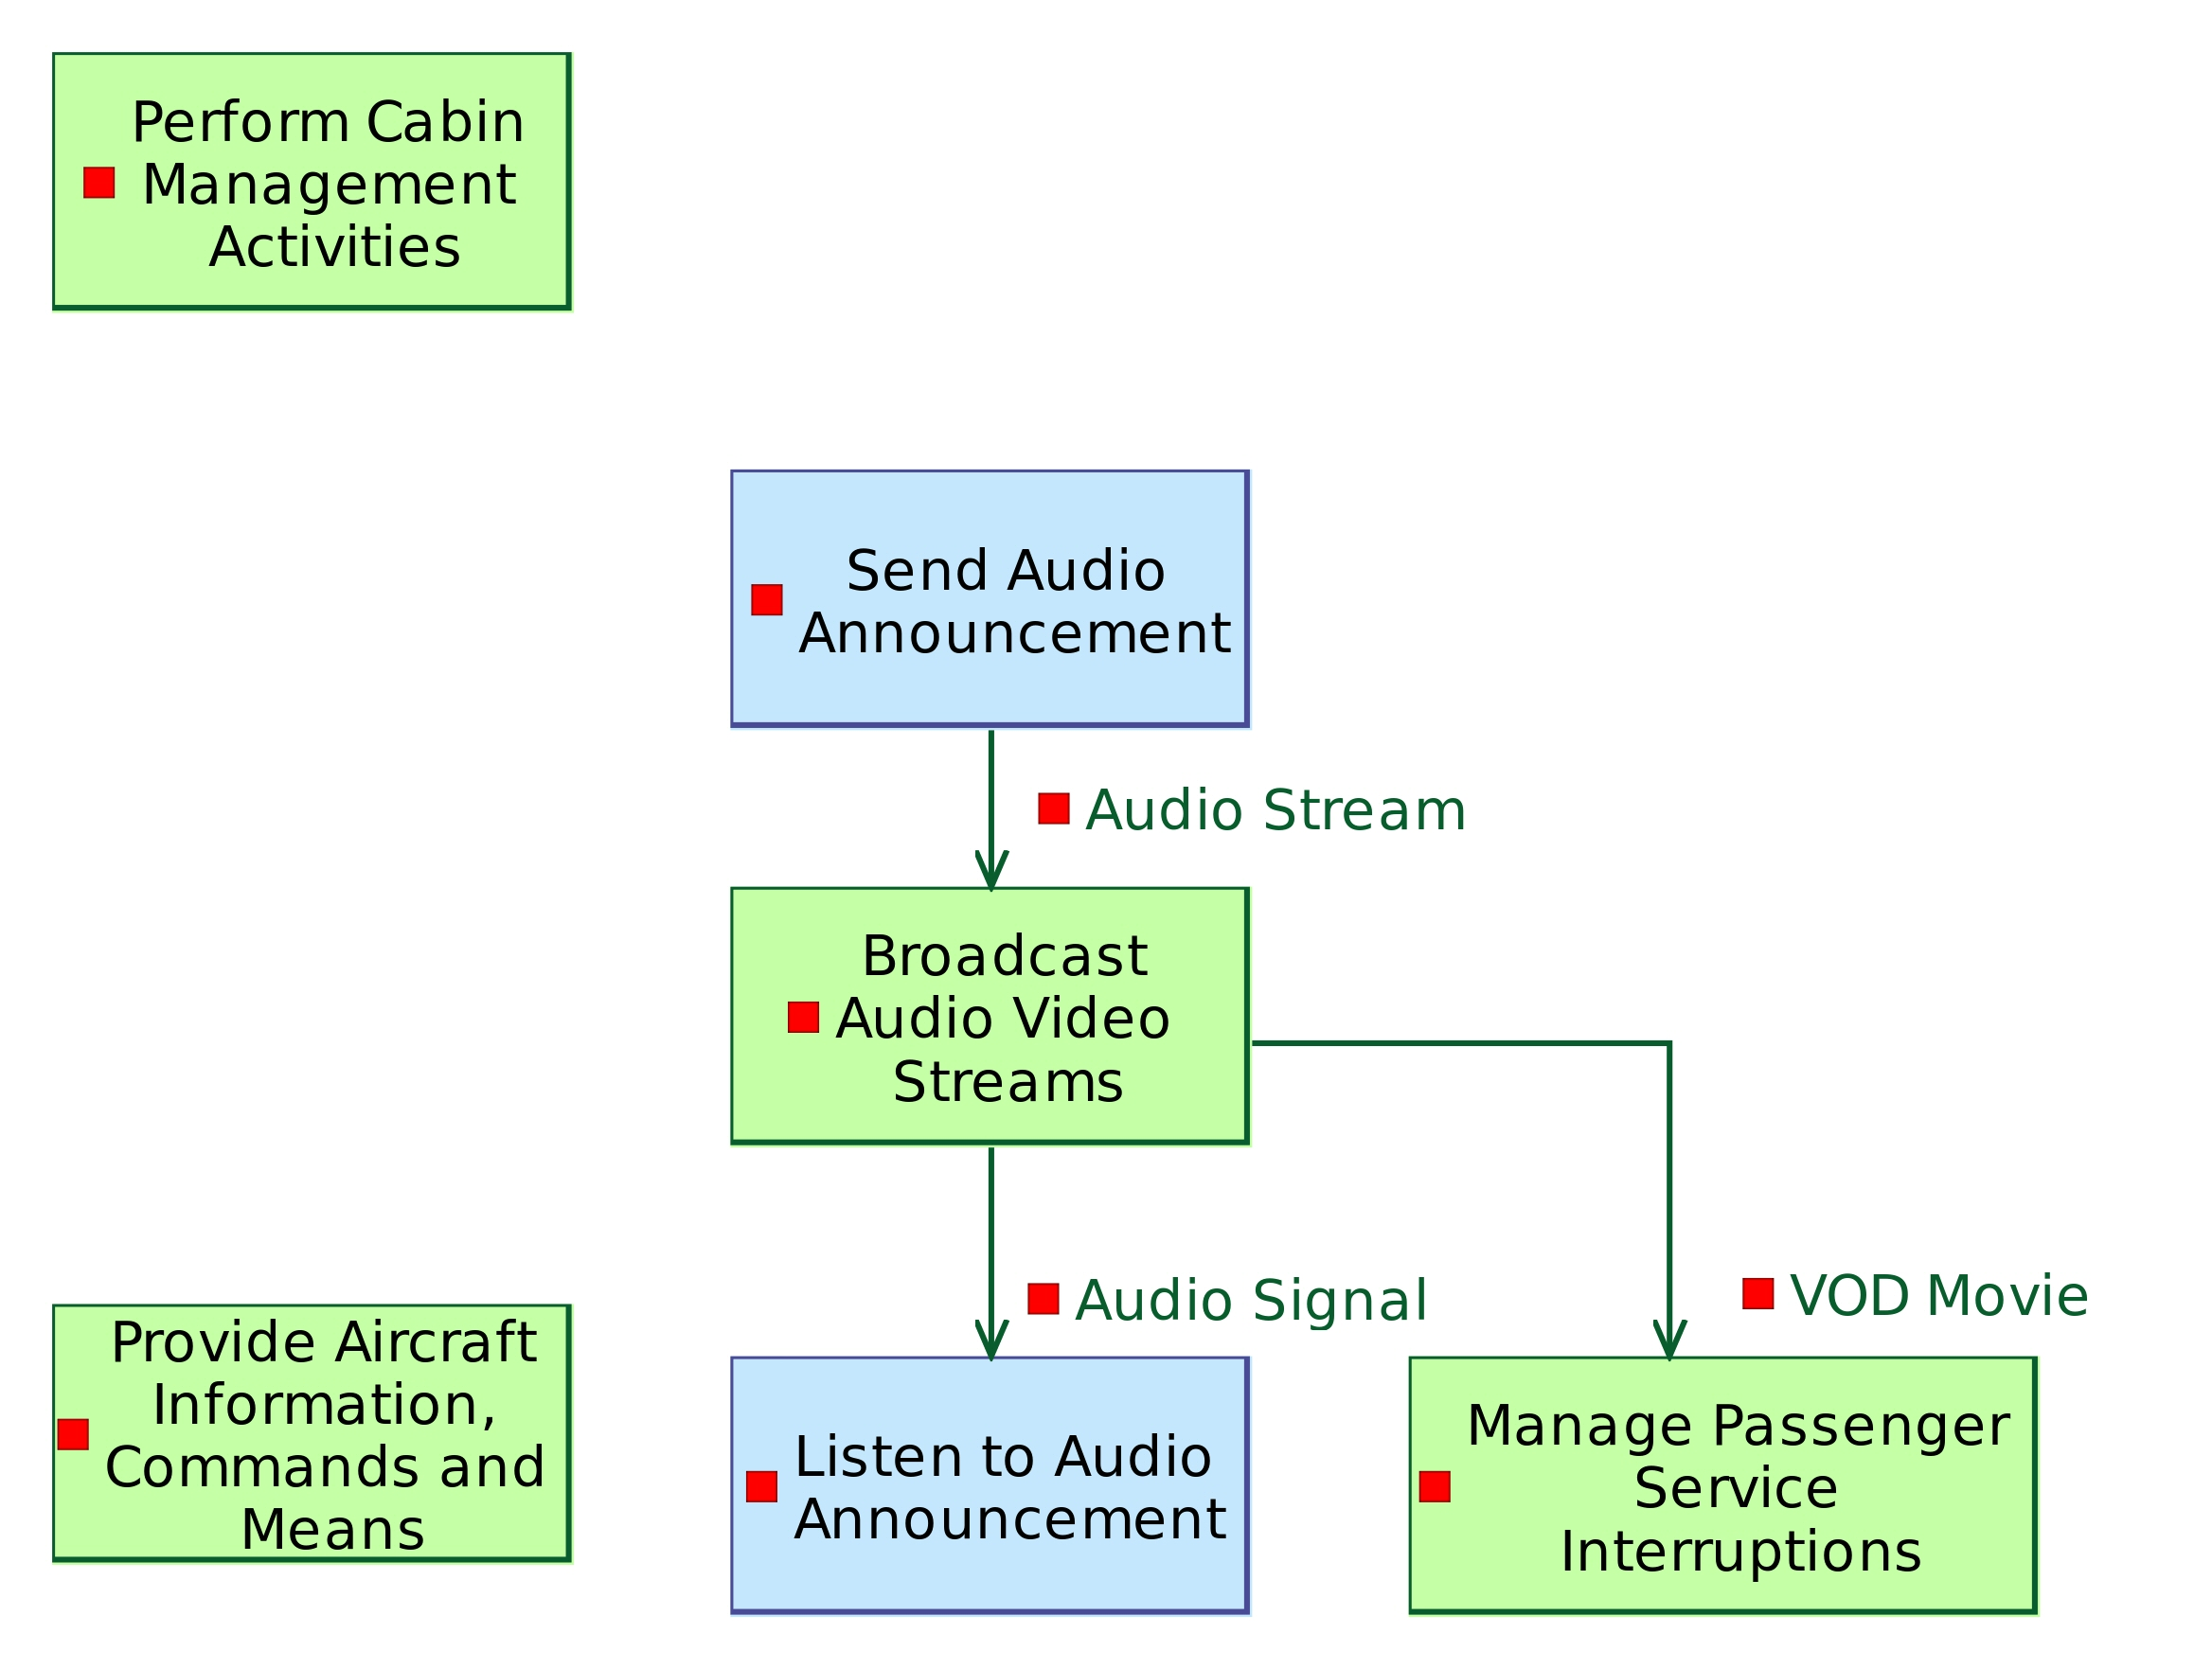 Perform Cabin
Management
Activities
Send Audio
Announcement
Audio Stream
Broadcast
Audio Video
Streams
Audio Signal
VOD Movie
Provide Aircraft
Information,
Commands and
Means
Listen to Audio
Announcement
Manage Passenger
Service
Interruptions